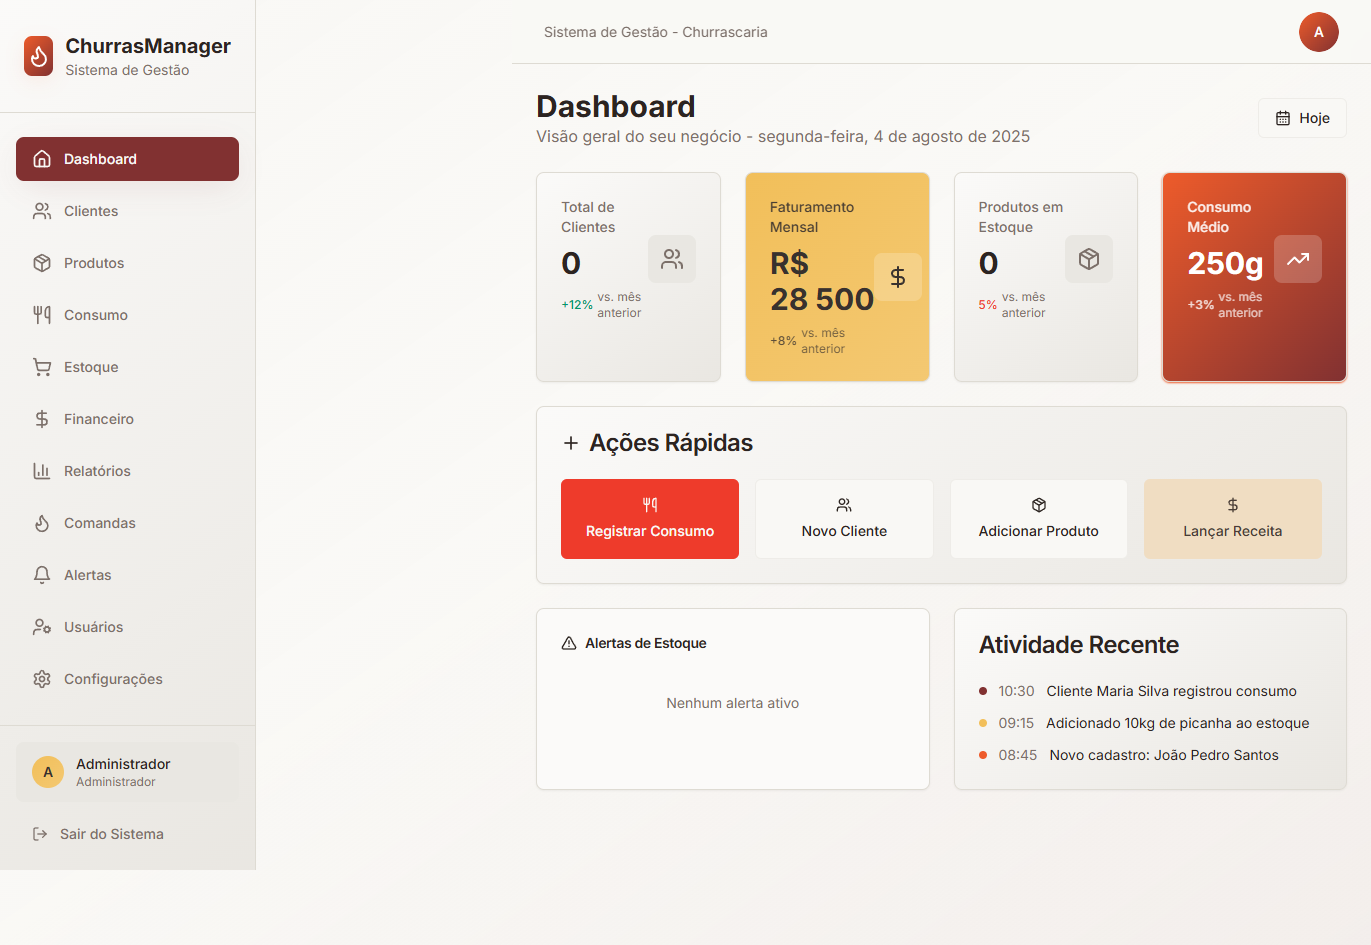 ChurrasManager
Sistema de Gestão
Dashboard
Clientes
Produtos
Consumo
Estoque
Financeiro
Relatórios
Comandas
Alertas
Usuários
Configurações
A
Administrador
Administrador
Sair do Sistema
Sistema de Gestão - Churrascaria
A
Dashboard
Visão geral do seu negócio - segunda-feira, 4 de agosto de 2025
Hoje
Total de
Clientes
0
+12% vs. mês
anterior
Faturamento
Mensal
R$
28 500
+8% vs. mês
anterior
Produtos em
Estoque
0
5% vs. mês
anterior
Consumo
Médio
250g
+3% vs. mês
anterior
Ações Rápidas
Registrar Consumo
Novo Cliente
Adicionar Produto
Lançar Receita
Alertas de Estoque
Nenhum alerta ativo
Atividade Recente
10:30 Cliente Maria Silva registrou consumo
09:15 Adicionado 10kg de picanha ao estoque
08:45 Novo cadastro: João Pedro Santos